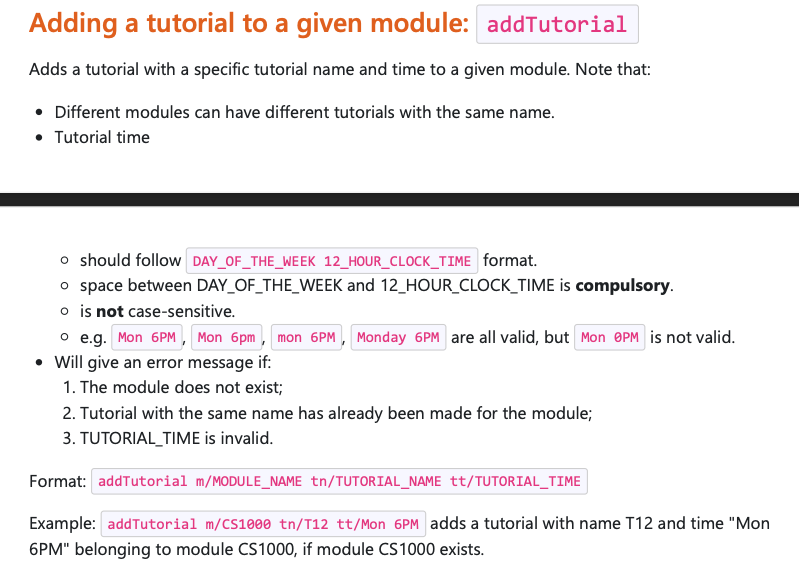 Adding a tutorial to a given module: addTutorial
Adds a tutorial with a specific tutorial name and time to a given module. Note that:
• Different modules can have different tutorials with the same name.
• Tutorial time
◦ should follow DAY_OF_THE_WEEK 12_HOUR_CLOCK_TIME format.
◦ space between DAY_OF_THE_WEEK and 12_HOUR_CLOCK_TIME is compulsory.
◦ is not case-sensitive.
◦ e.g. Mon 6PM, Mon 6pm, mon 6PM, Monday 6PM are all valid, but Mon 0PM is not valid.
• Will give an error message if:
1. The module does not exist;
2. Tutorial with the same name has already been made for the module;
3. TUTORIAL_TIME is invalid.
Format: addTutorial m/MODULE_NAME tn/TUTORIAL_NAME tt/TUTORIAL_TIME
Example: addTutorial m/CS1000 tn/T12 tt/Mon 6PM adds a tutorial with name T12 and time "Mon
6PM" belonging to module CS1000, if module CS1000 exists.